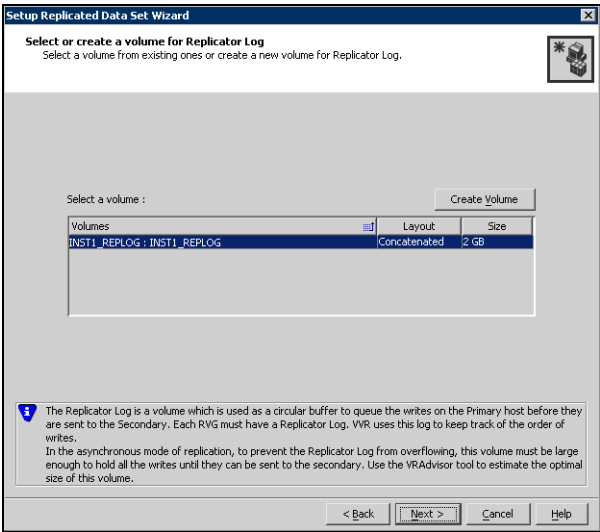 Setup Replicated Data Set Wizard
Select or create a volume for Replicator Log
Select a volume from existing ones or create a new volume for Replicator Log.
Select a volume :
Create Volume
Volumes Layout Size
INST1_REPLOG : INST1_REPLOG Concatenated 2 GB
The Replicator Log is a volume which is used as a circular buffer to queue the writes on the Primary host before they
are sent to the Secondary. Each RVG must have a Replicator Log. VVR uses this log to keep track of the order of
writes.
In the asynchronous mode of replication, to prevent the Replicator Log from overflowing, this volume must be large
enough to hold all the writes until they can be sent to the secondary. Use the VRAdvisor tool to estimate the optimal
size of this volume.
< Back Next > Cancel Help